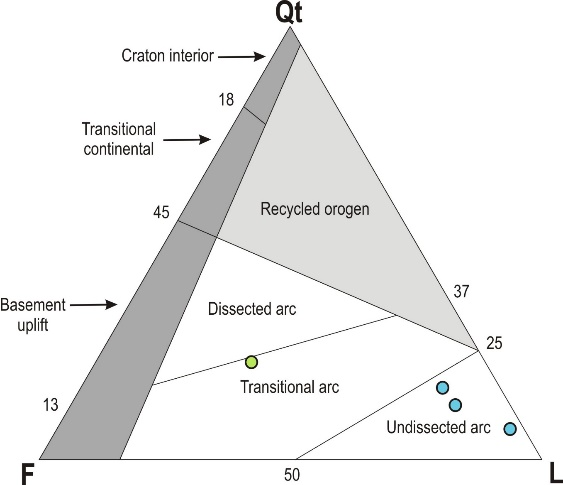 Qt
Craton interior
18
Transitional
continental
45
Recycled orogen
Basement
uplift
Dissected arc
37
25
Transitional arc
13
Undissected arc
F
50
L